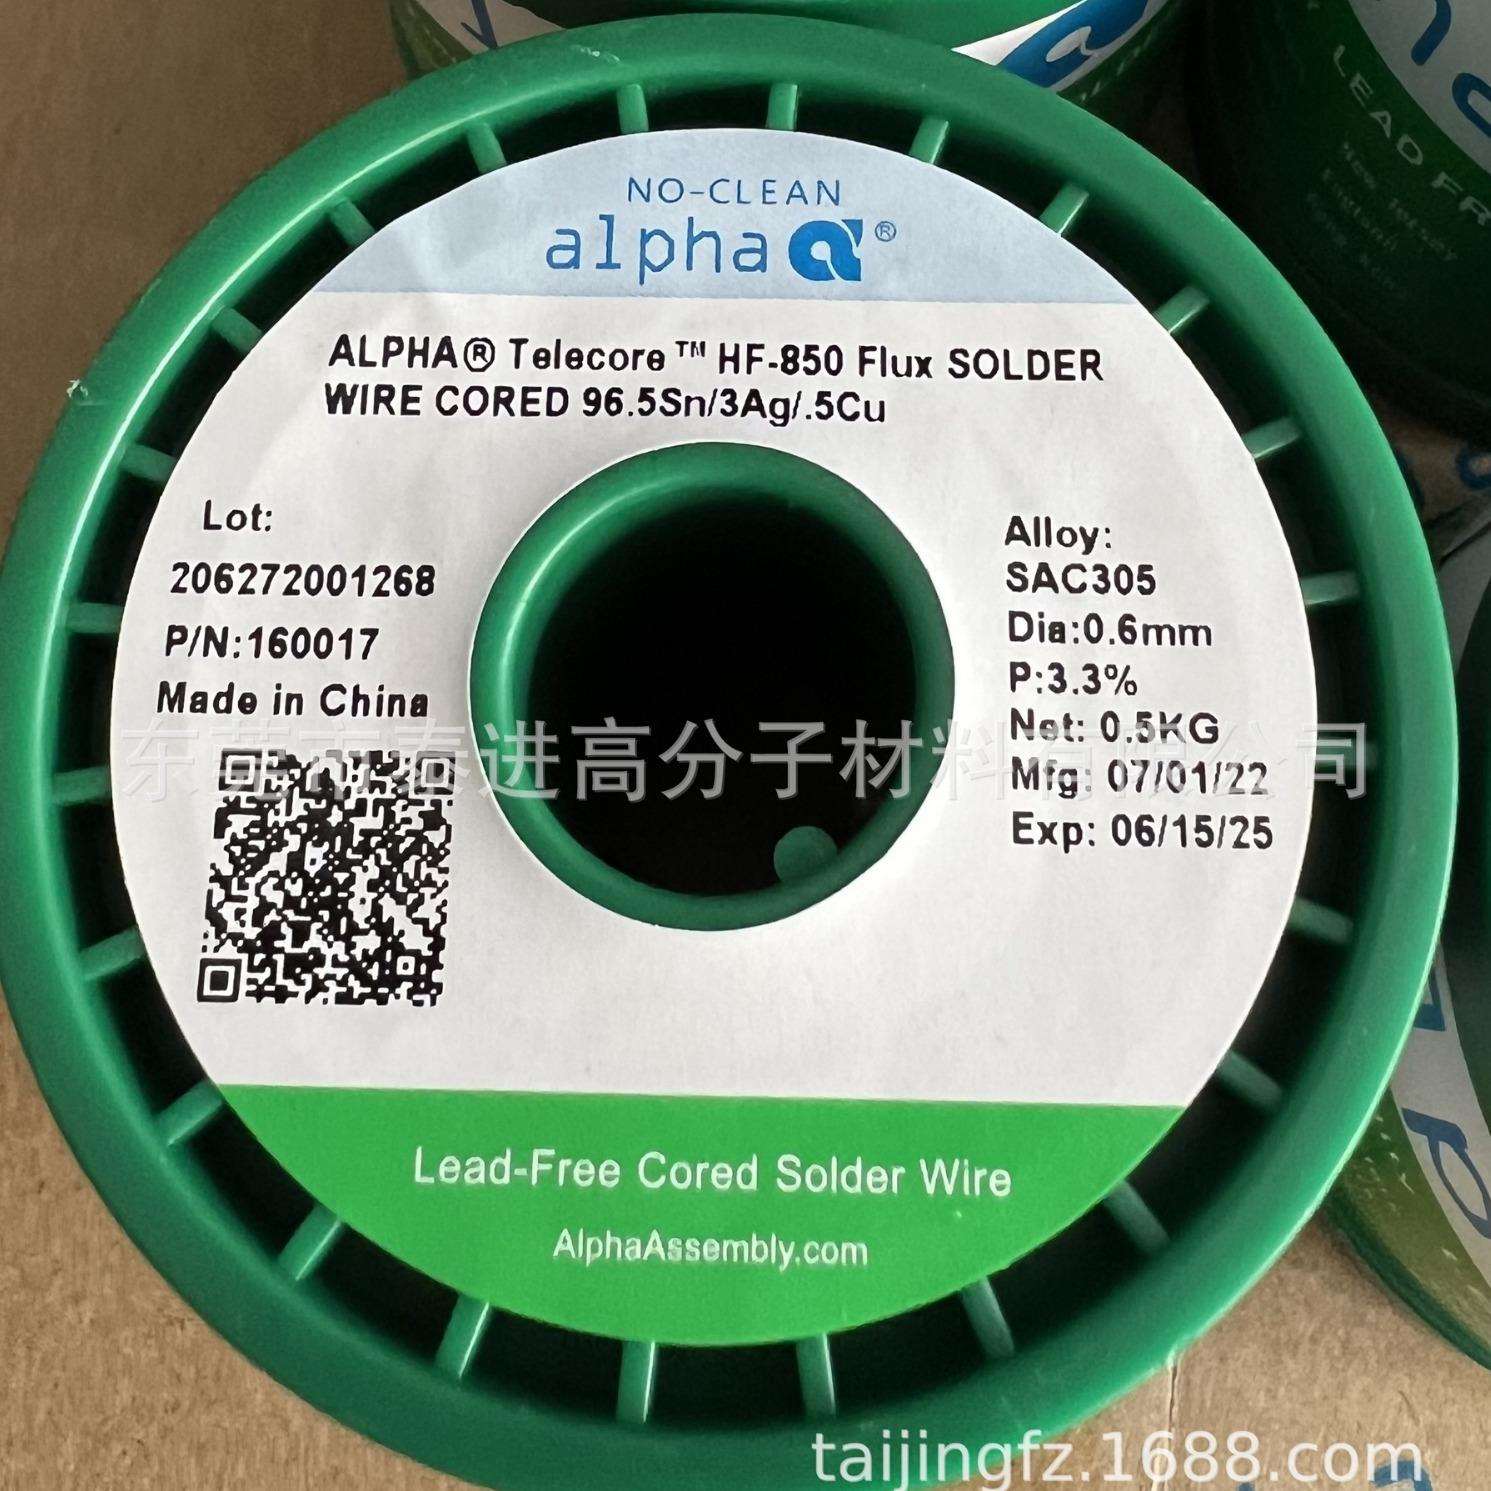 NO-CLEAN
alpha a®
ALPHA® Telecore™ HF-850 Flux SOLDER
WIRE CORED 96.5Sn/3Ag/.5Cu
Lot:
206272001268
P/N:160017
Made in China
Alloy:
SAC305
Dia:0.6mm
P:3.3%
Net: 0.5KG
Mfg: 07/01/22
Exp: 06/15/25
东莞市泰进高分子材料有限公司
Lead-Free Cored Solder Wire
AlphaAssembly.com
LEAD FR
taijingfz.1688.com